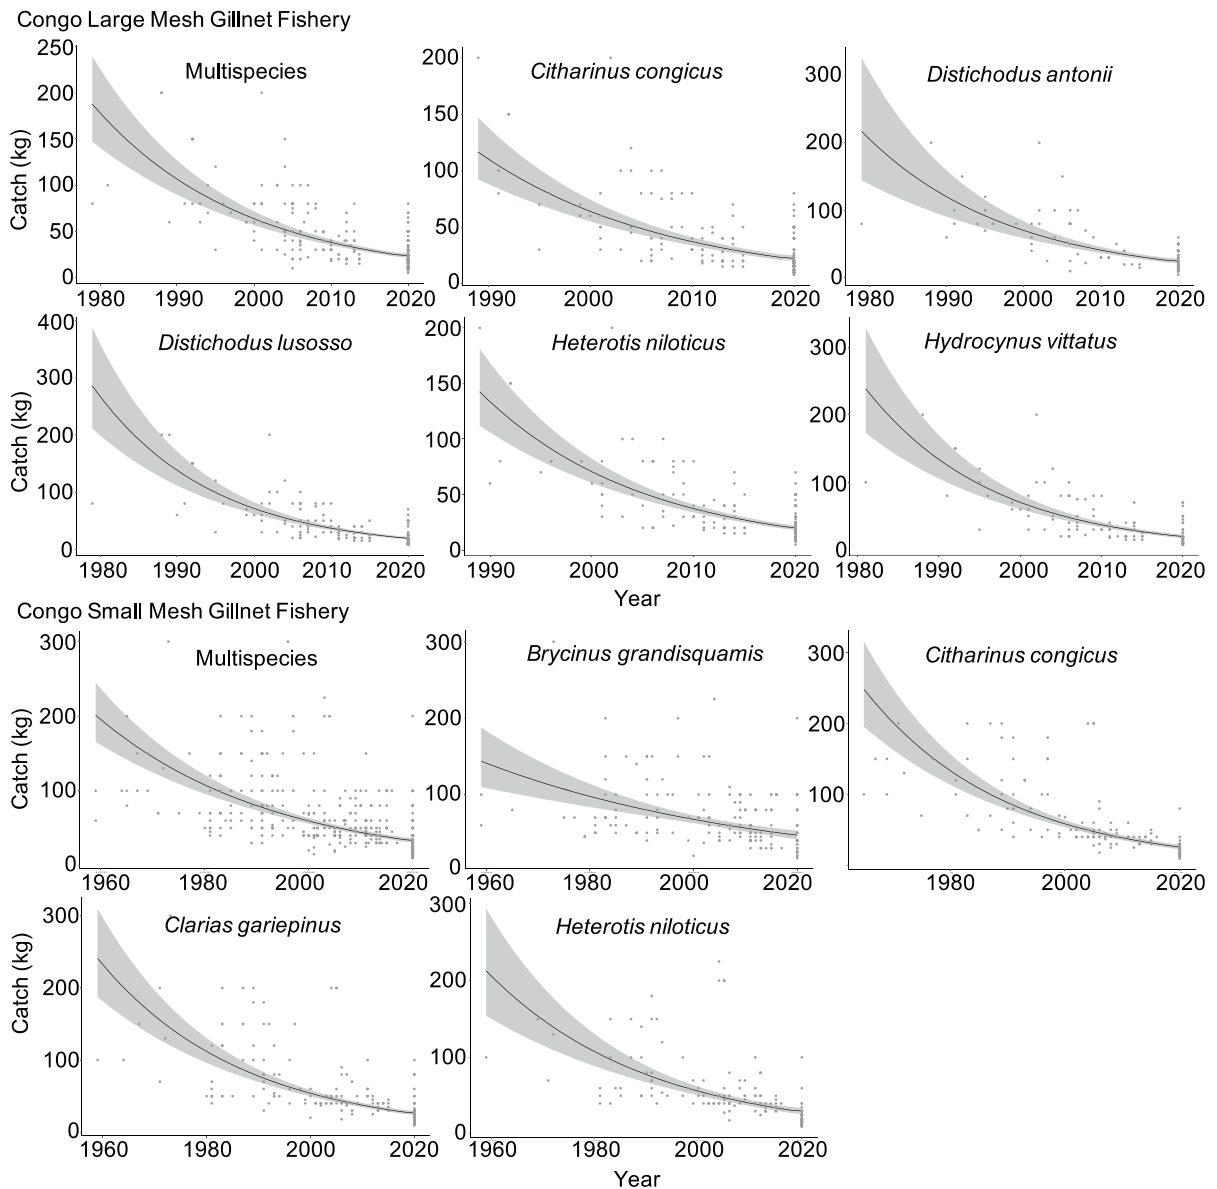 Congo Large Mesh Gillnet Fishery
Multispecies
Citharinus congicus
Distichodus antonii
Catch (kg)
250
200
150
100
50
0
1980 1990 2000 2010 2020
200
150
100
50
0
1990 2000 2010 2020
300
200
100
0
1980 1990 2000 2010 2020
Distichodus lusosso
Heterotis niloticus
Hydrocynus vittatus
Catch (kg)
400
300
200
100
0
1980 1990 2000 2010 2020
200
150
100
50
0
1990 2000 2010 2020
300
200
100
0
1980 1990 2000 2010 2020
Year
Congo Small Mesh Gillnet Fishery
Multispecies
Brycinus grandisquamis
Citharinus congicus
Catch (kg)
300
200
100
0
1960 1980 2000 2020
300
200
100
0
1960 1980 2000 2020
300
200
100
1980 2000 2020
Clarias gariepinus
Heterotis niloticus
Catch (kg)
300
200
100
0
1960 1980 2000 2020
300
200
100
0
1960 1980 2000 2020
Year